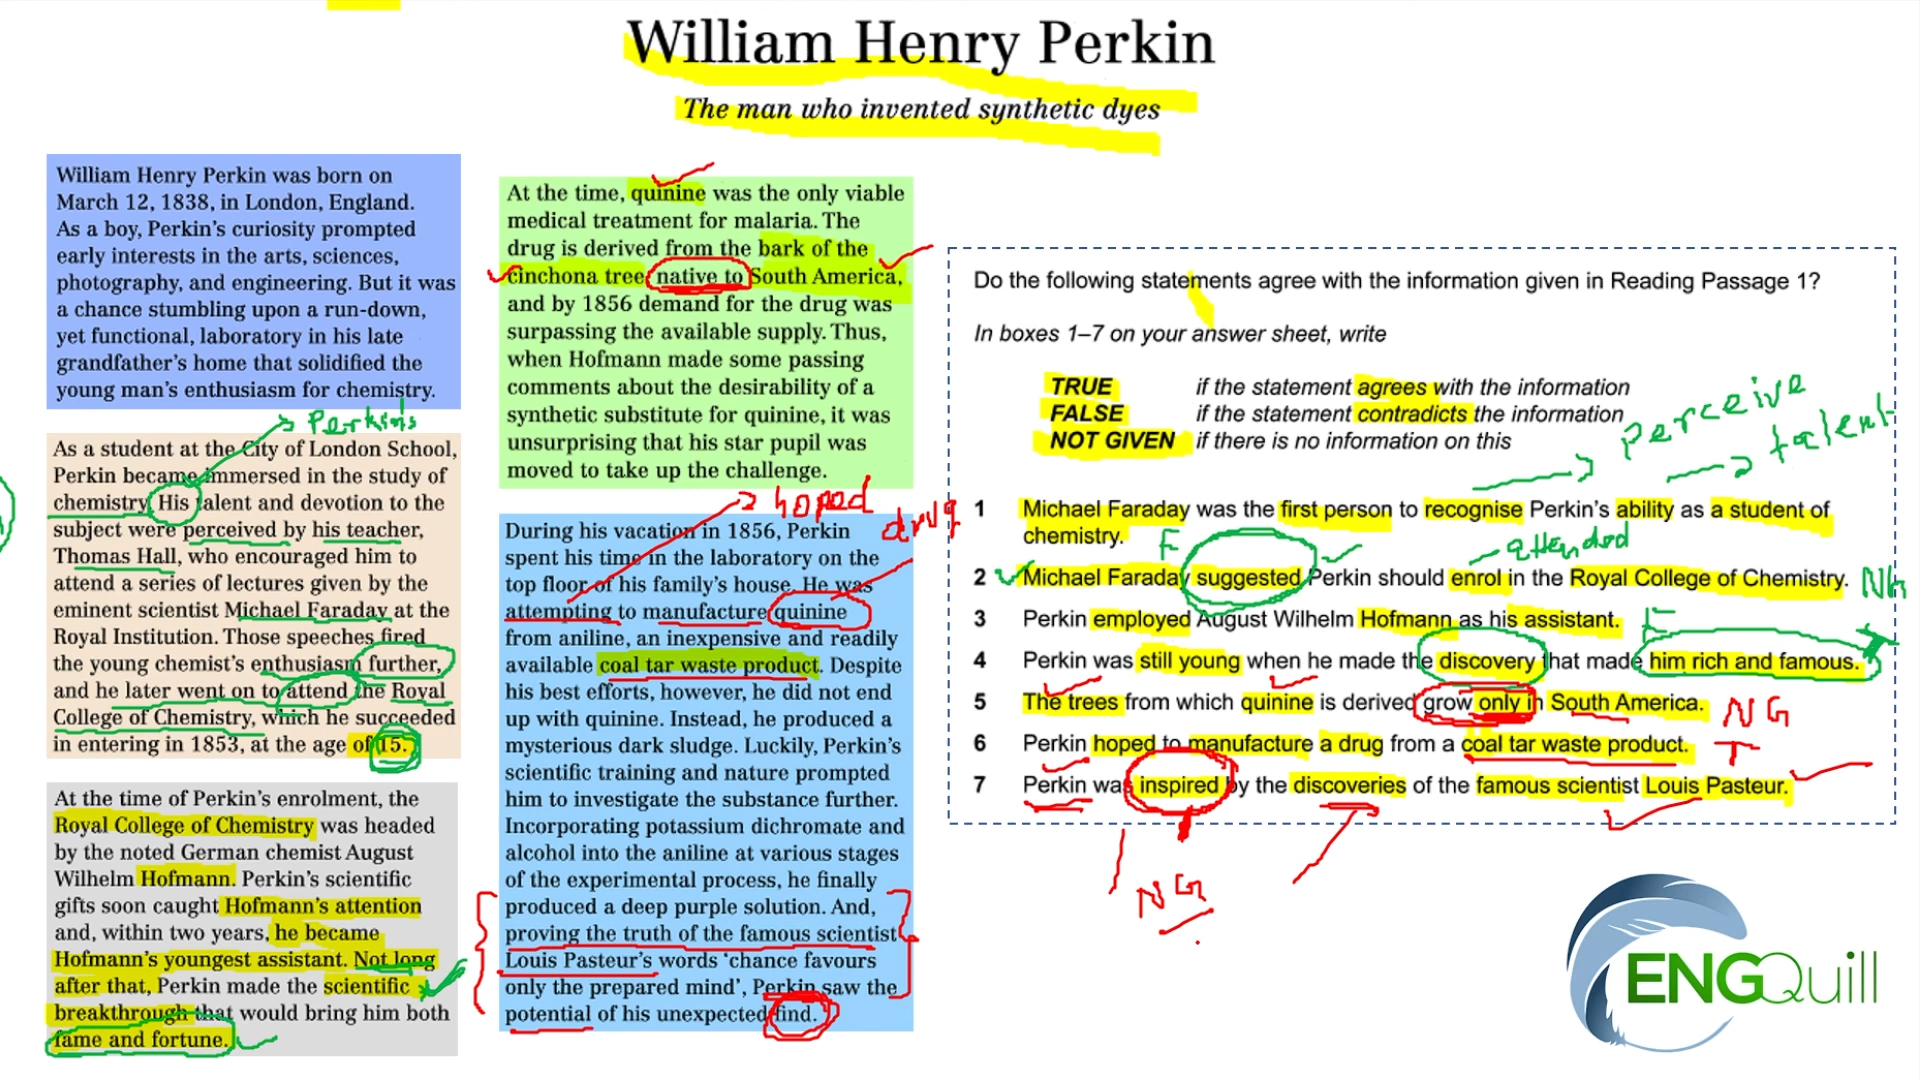 William Henry Perkin
The man who invented synthetic dyes
William Henry Perkin was born on
March 12, 1838, in London, England.
As a boy, Perkin's curiosity prompted
early interests in the arts, sciences,
photography, and engineering. But it was
a chance stumbling upon a run-down,
yet functional, laboratory in his late
grandfather's home that solidified the
young man's enthusiasm for chemistry.
Perkin's
As a student at the City of London School,
Perkin became immersed in the study of
chemistry. His talent and devotion to the
subject were perceived by his teacher,
Thomas Hall, who encouraged him to
attend a series of lectures given by the
eminent scientist Michael Faraday at the
Royal Institution. Those speeches fired
the young chemist's enthusiasm further,
and he later went on to attend the Royal
College of Chemistry, which he succeeded
in entering in 1853, at the age of 15.
At the time of Perkin's enrolment, the
Royal College of Chemistry was headed
by the noted German chemist August
Wilhelm Hofmann. Perkin's scientific
gifts soon caught Hofmann's attention
and, within two years, he became
Hofmann's youngest assistant. Not long
after that, Perkin made the scientific
breakthrough that would bring him both
fame and fortune.
At the time, quinine was the only viable
medical treatment for malaria. The
drug is derived from the bark of the
cinchona tree, native to South America,
and by 1856 demand for the drug was
surpassing the available supply. Thus,
when Hofmann made some passing
comments about the desirability of a
synthetic substitute for quinine, it was
unsurprising that his star pupil was
moved to take up the challenge.
hoped
drug
During his vacation in 1856, Perkin
spent his time in the laboratory on the
top floor of his family's house. He was
attempting to manufacture quinine
from aniline, an inexpensive and readily
available coal tar waste product. Despite
his best efforts, however, he did not end
up with quinine. Instead, he produced a
mysterious dark sludge. Luckily, Perkin's
scientific training and nature prompted
him to investigate the substance further.
Incorporating potassium dichromate and
alcohol into the aniline at various stages
of the experimental process, he finally
produced a deep purple solution. And,
proving the truth of the famous scientist
Louis Pasteur's words 'chance favours
only the prepared mind', Perkin saw the
potential of his unexpected find.
Do the following statements agree with the information given in Reading Passage 1?
In boxes 1–7 on your answer sheet, write
TRUE if the statement agrees with the information
FALSE if the statement contradicts the information
NOT GIVEN if there is no information on this
perceive
talent
1 Michael Faraday was the first person to recognise Perkin's ability as a student of
chemistry. F
attended
2 Michael Faraday suggested Perkin should enrol in the Royal College of Chemistry. NG
3 Perkin employed August Wilhelm Hofmann as his assistant. F
4 Perkin was still young when he made the discovery that made him rich and famous.
5 The trees from which quinine is derived grow only in South America. NG
6 Perkin hoped to manufacture a drug from a coal tar waste product. T
7 Perkin was inspired by the discoveries of the famous scientist Louis Pasteur.
NG
ENGQuill